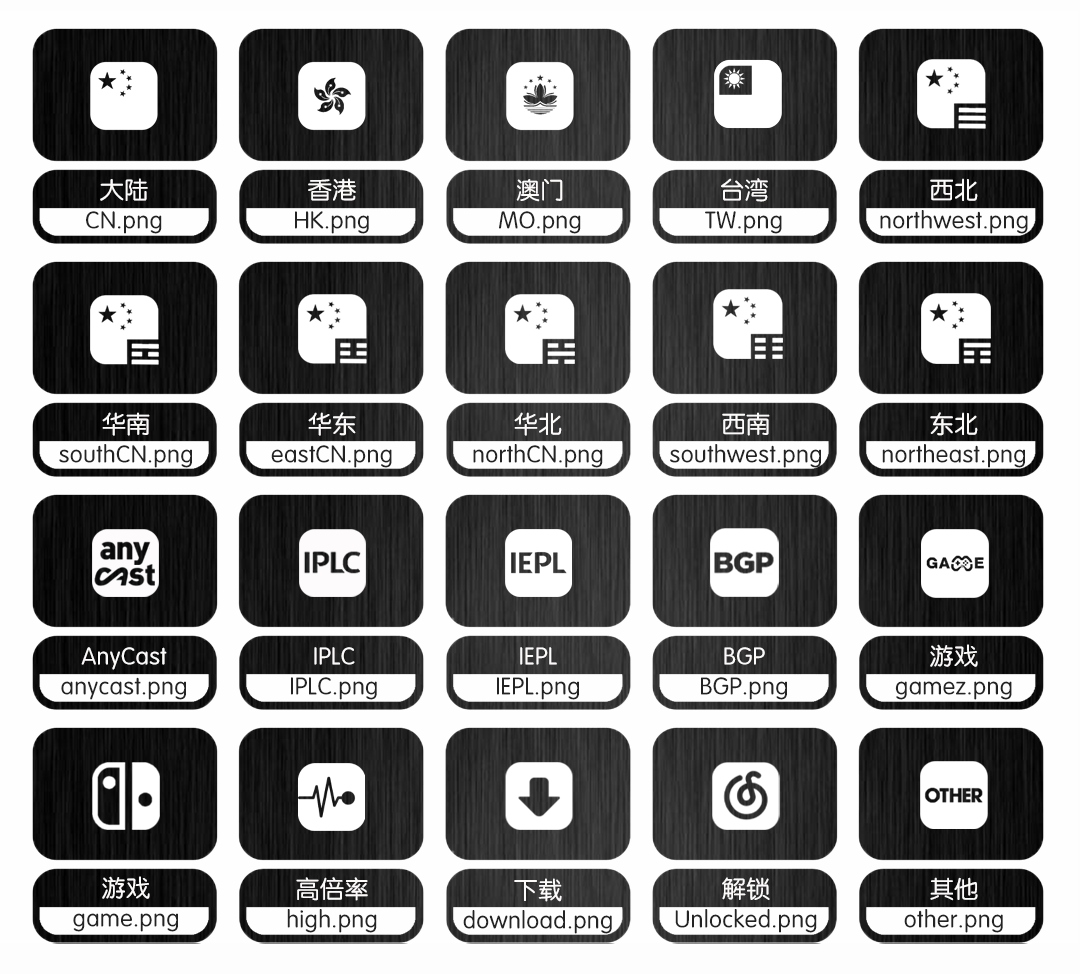 大陆
CN.png
香港
HK.png
澳门
MO.png
台湾
TW.png
西北
northwest.png
华南
southCN.png
华东
eastCN.png
华北
northCN.png
西南
southwest.png
东北
northeast.png
any
cast
AnyCast
anycast.png
IPLC
IPLC
IPLC.png
IEPL
IEPL
IEPL.png
BGP
BGP
BGP.png
GAME
游戏
gamez.png
游戏
game.png
高倍率
high.png
下载
download.png
解锁
Unlocked.png
OTHER
其他
other.png